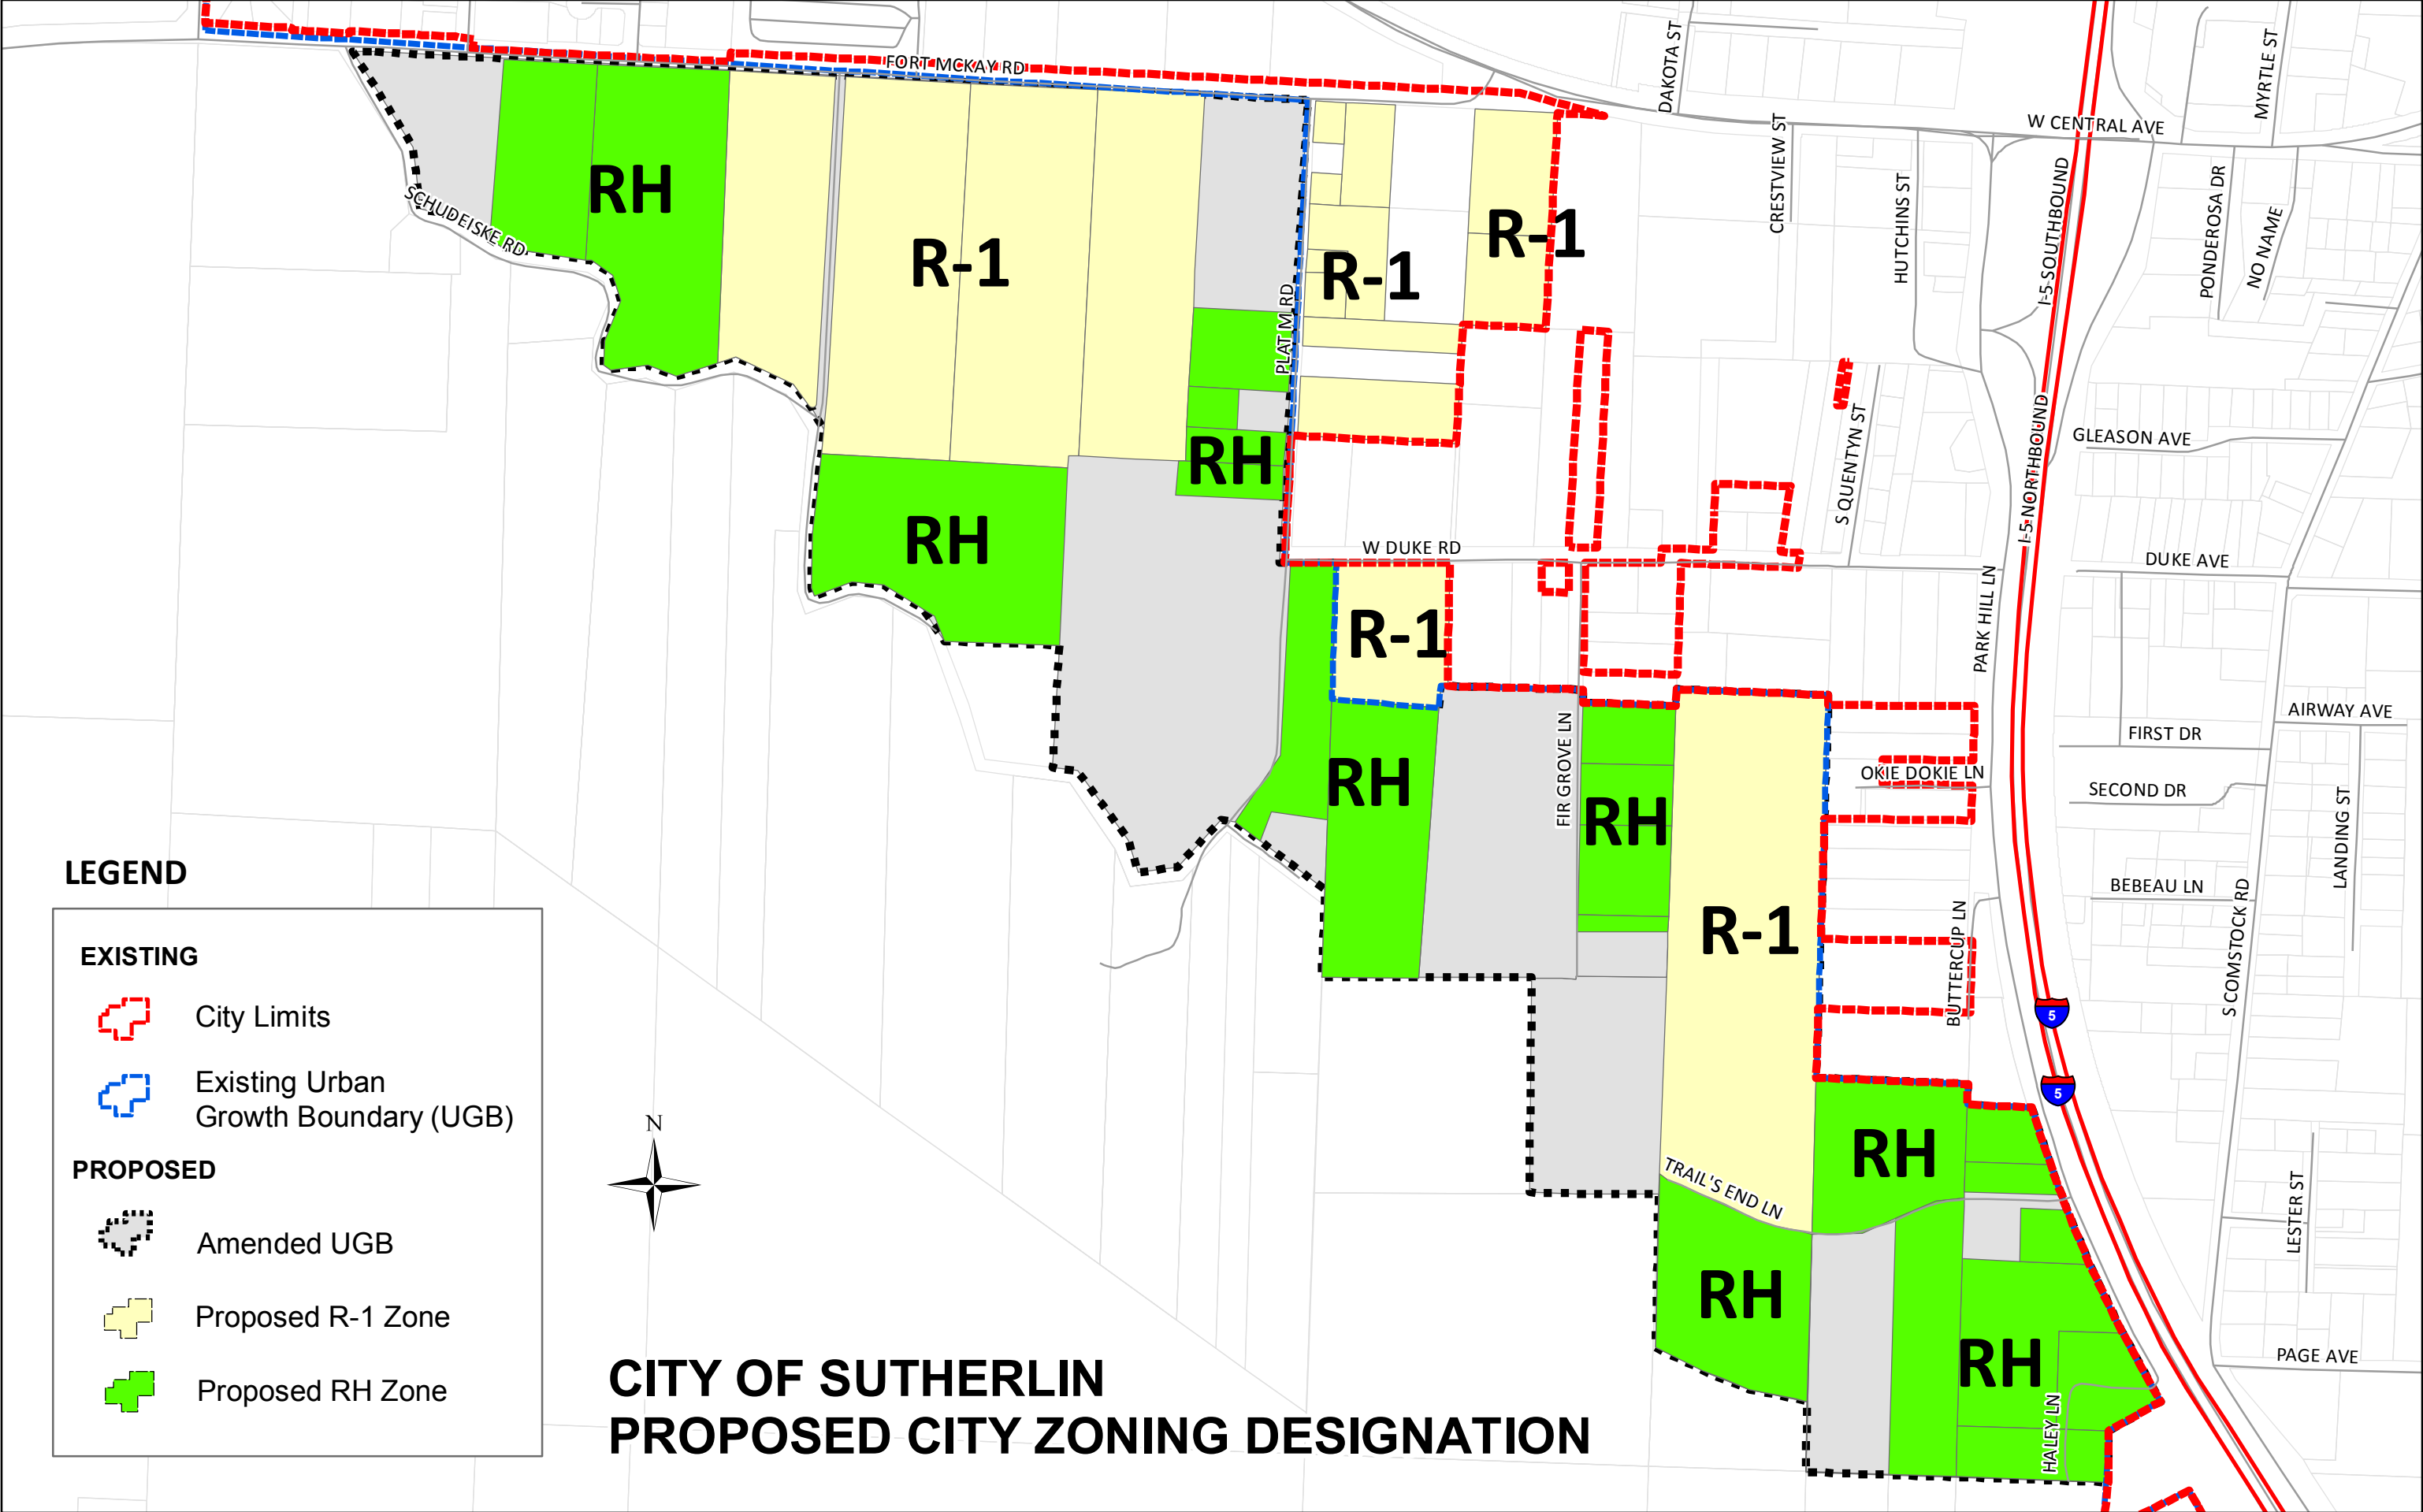 DAKOTA ST
MYRTLE ST
FORT MCKAY RD
W CENTRAL AVE
CRESTVIEW ST
HUTCHINS ST
I-5 SOUTHBOUND
PONDEROSA DR
NO NAME
SCHUDEISKE RD
RH
R-1
R-1
R-1
PLAT M RD
I-5 NORTHBOUND
GLEASON AVE
S QUENTYN ST
RH
RH
W DUKE RD
DUKE AVE
PARK HILL LN
R-1
AIRWAY AVE
FIRST DR
FIR GROVE LN
OKIE DOKIE LN
SECOND DR
RH
RH
LANDING ST
BEBEAU LN
R-1
BUTTERCUP LN
S COMSTOCK RD
5
5
RH
TRAIL'S END LN
LESTER ST
RH
RH
HALEY LN
PAGE AVE
LEGEND
EXISTING
City Limits
Existing Urban
Growth Boundary (UGB)
PROPOSED
Amended UGB
Proposed R-1 Zone
Proposed RH Zone
N
CITY OF SUTHERLIN
PROPOSED CITY ZONING DESIGNATION